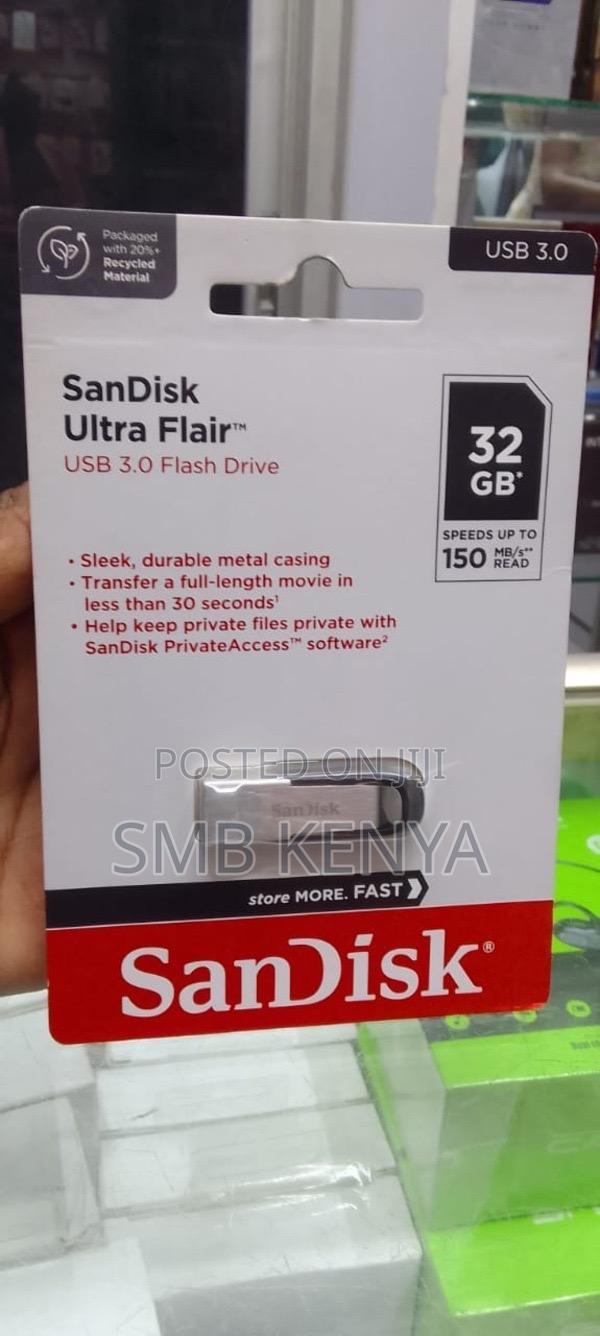 Packaged
with 20%+
Recycled
Material
USB 3.0
SanDisk
Ultra Flair™
USB 3.0 Flash Drive
32
GB*
SPEEDS UP TO
150 MB/s** READ
• Sleek, durable metal casing
• Transfer a full-length movie in
less than 30 seconds¹
• Help keep private files private with
SanDisk PrivateAccess™ software²
POSTED ON JIJI
SanDisk
SMB KENYA
store MORE. FAST
SanDisk®